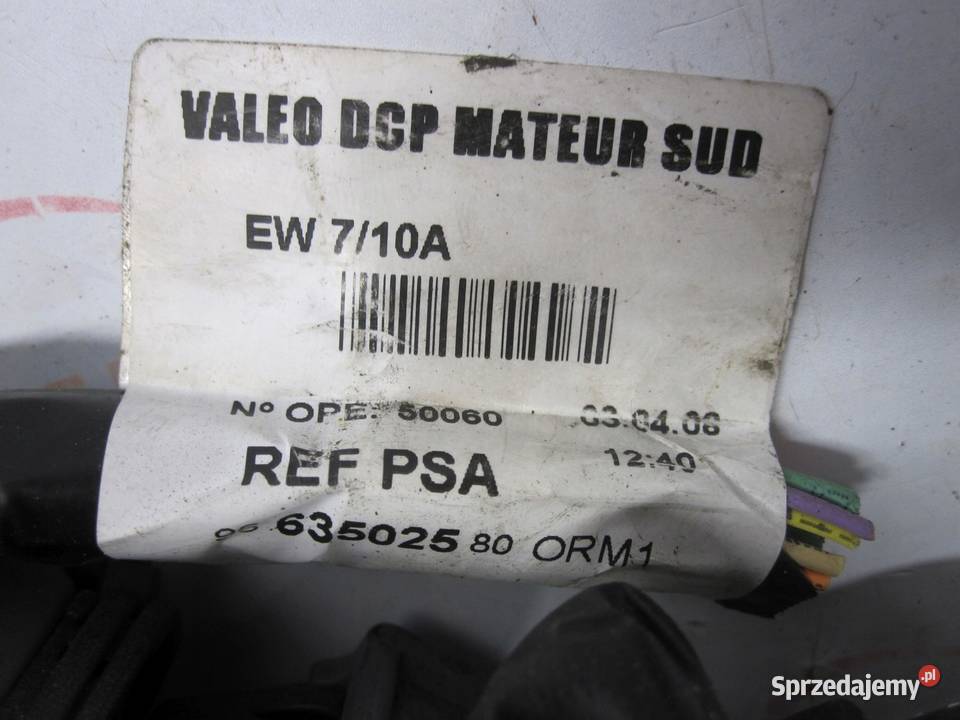 VALEO DCP MATEUR SUD
EW 7/10A
Nº OPE: 50060 03.04.06
12:40
REF PSA
96 635025 80 ORM1
Sprzedajemy.pl